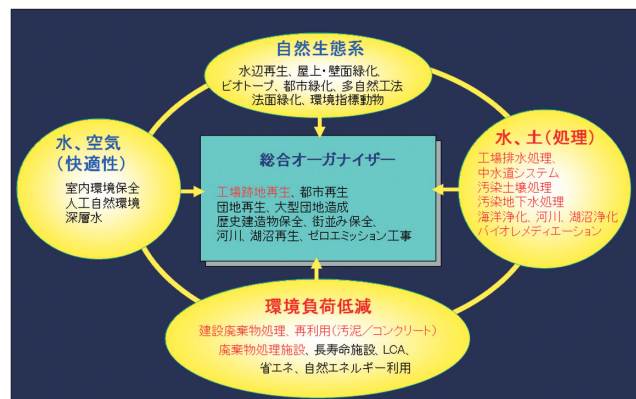 自然生態系
水辺再生、屋上・壁面緑化、
ビオトープ、都市緑化、多自然工法
法面緑化、環境指標動物
水、空気
(快適性)
室内環境保全
人工自然環境
深層水
総合オーガナイザー
工場跡地再生、都市再生
団地再生、大型団地造成
歴史建造物保全、街並み保全、
河川、湖沼再生、ゼロエミッション工事
水、土(処理)
工場排水処理、
中水道システム
汚染土壌処理
汚染地下水処理
海洋浄化、河川、湖沼浄化
バイオレメディエーション
環境負荷低減
建設廃棄物処理、再利用(汚泥／コンクリート)
廃棄物処理施設、長寿命施設、LCA、
省エネ、自然エネルギー利用